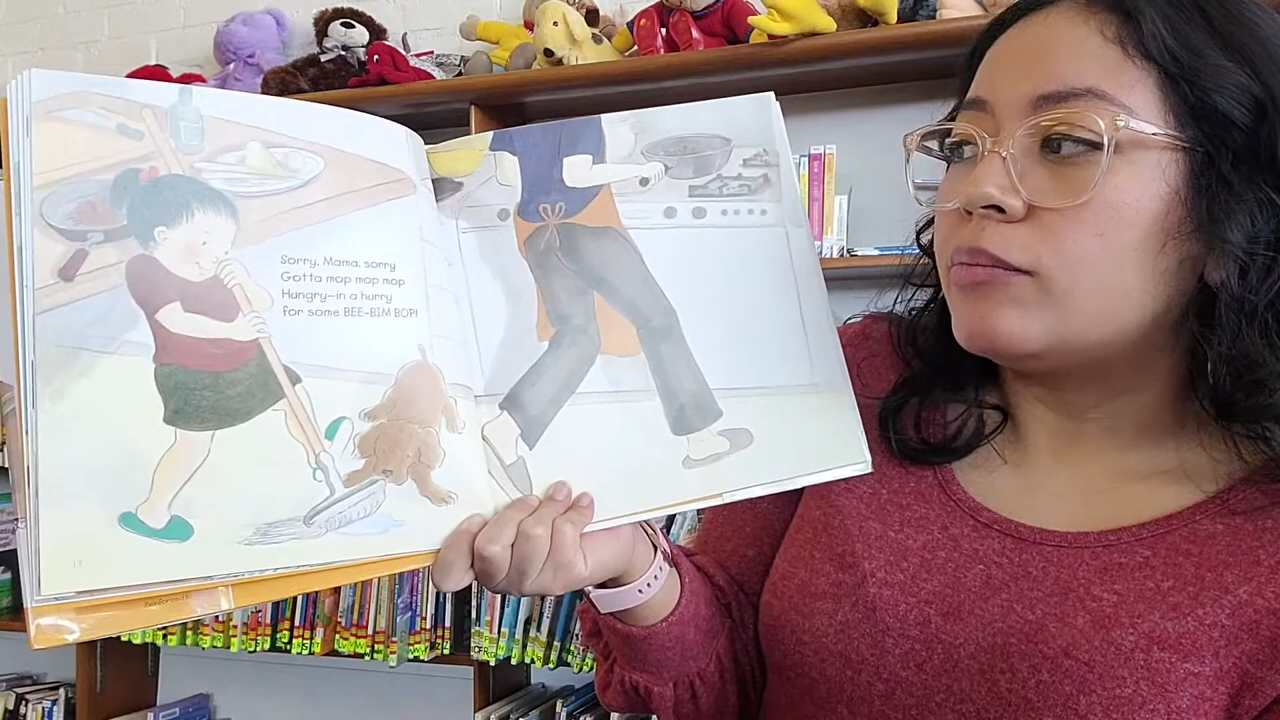 Sorry, Mama, sorry
Gotta mop mop mop
Hungry—in a hurry
for some BEE-BIM BOP!